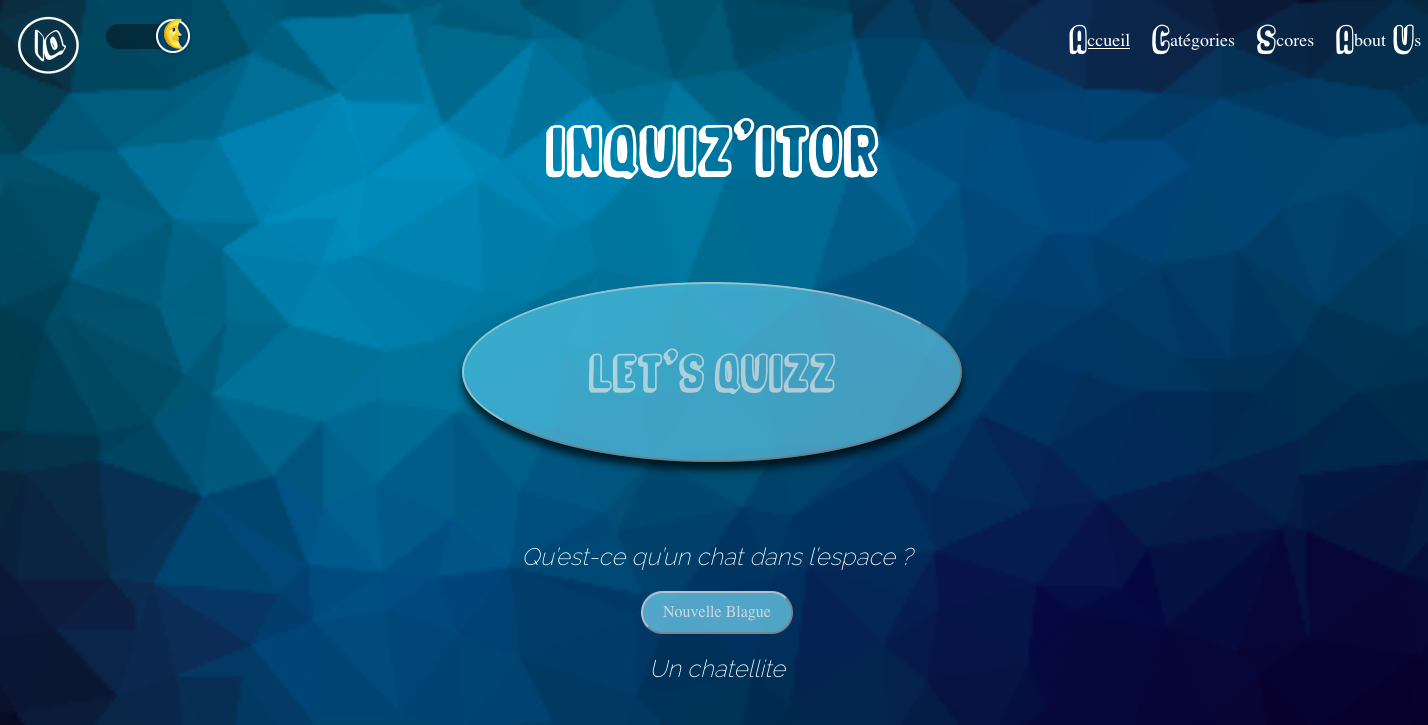 IQ
Accueil Catégories Scores About Us
INQUIZ'ITOR
LET'S QUIZZ
Qu'est-ce qu'un chat dans l'espace ?
Nouvelle Blague
Un chatellite